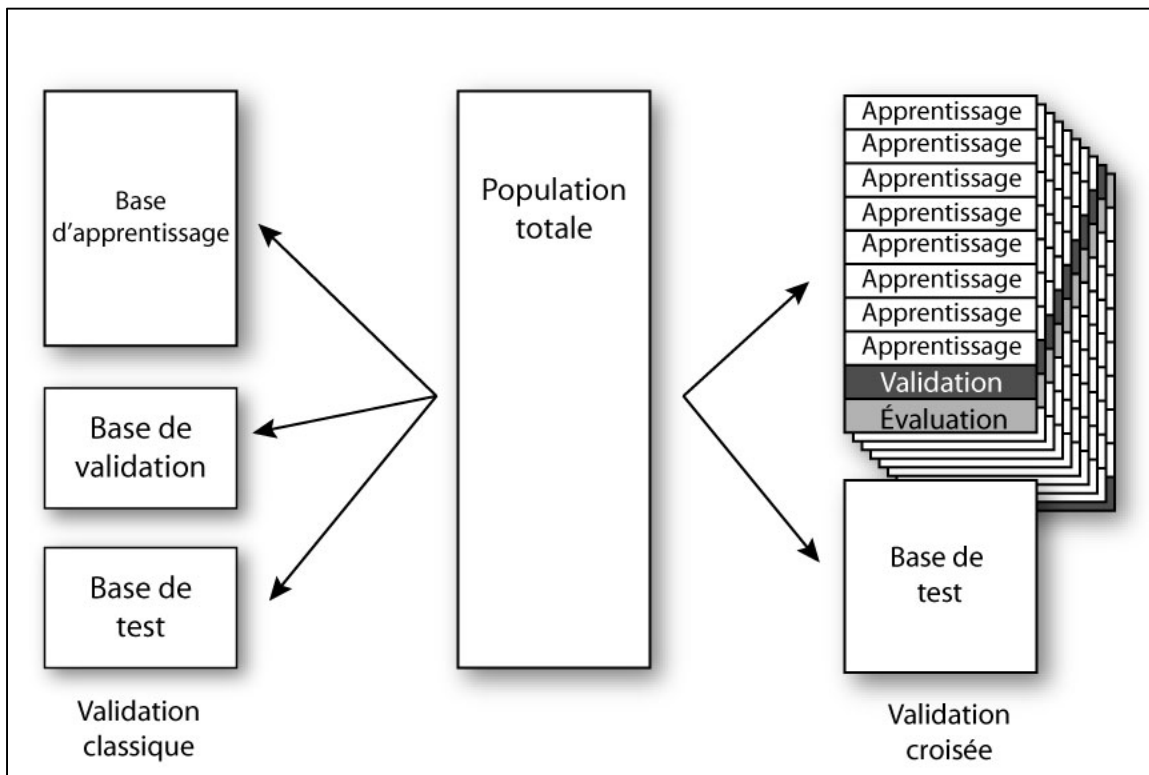 Base
d’apprentissage
Base de
validation
Base de
test
Validation
classique
Population
totale
Apprentissage
Apprentissage
Apprentissage
Apprentissage
Apprentissage
Apprentissage
Apprentissage
Apprentissage
Validation
Évaluation
Base de
test
Validation
croisée